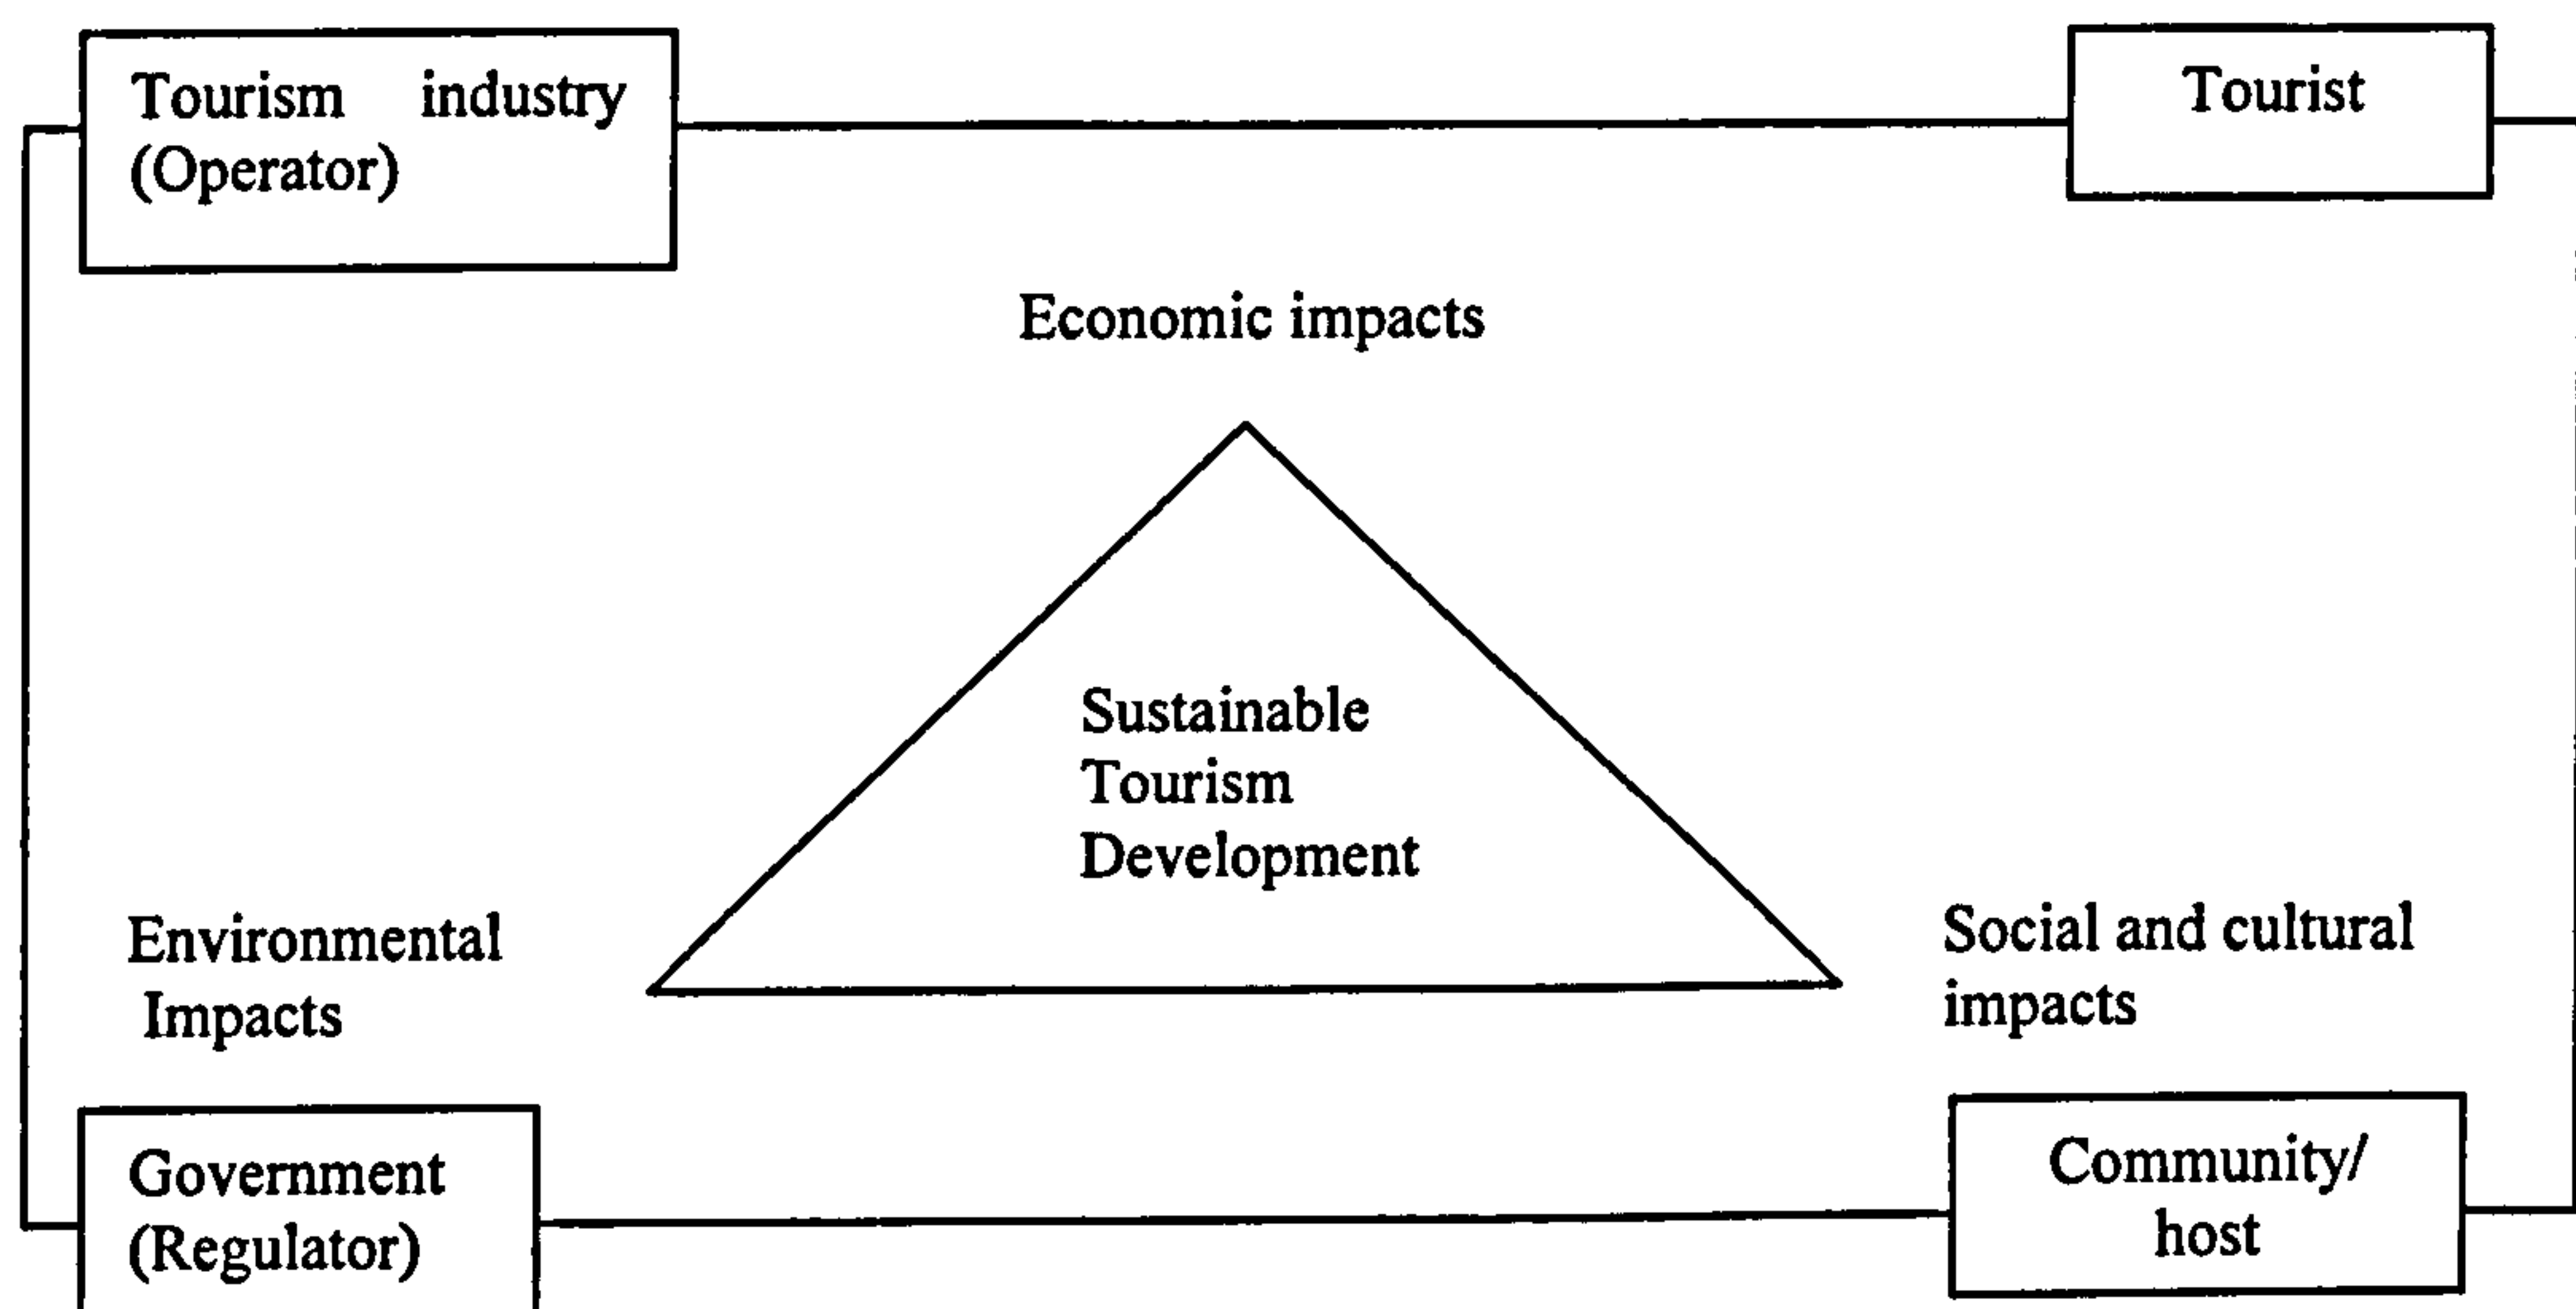 Tourism industry
(Operator)
Tourist
Economic impacts
Sustainable
Tourism
Development
Environmental
Impacts
Social and cultural
impacts
Government
(Regulator)
Community/
host